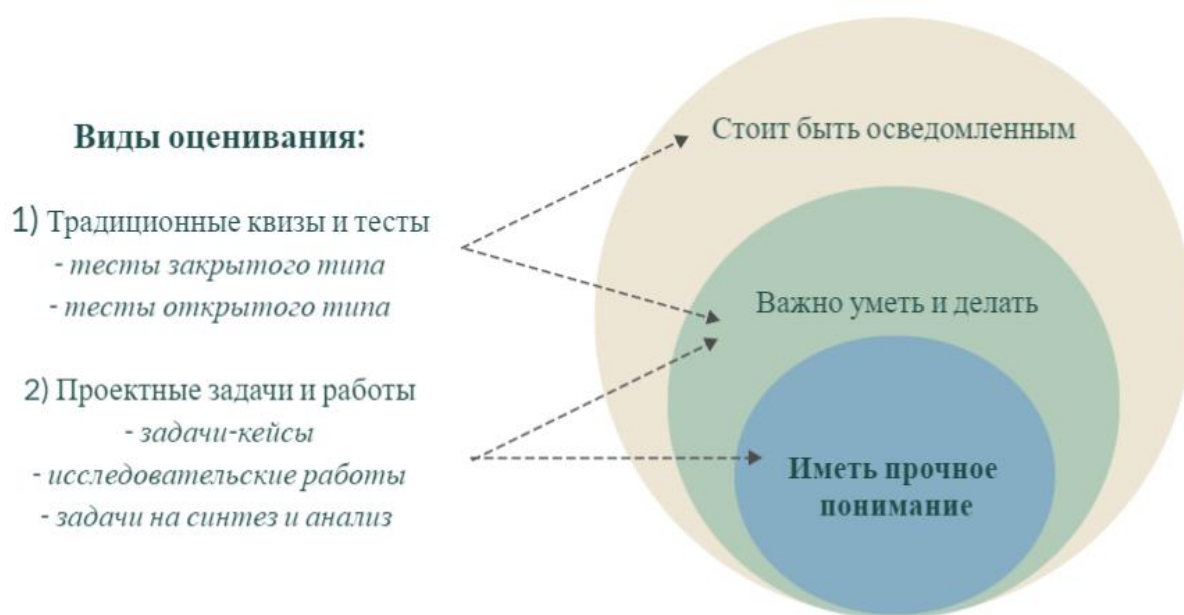 Виды оценивания:
1) Традиционные квизы и тесты
- тесты закрытого типа
- тесты открытого типа
2) Проектные задачи и работы
- задачи-кейсы
- исследовательские работы
- задачи на синтез и анализ
Стоит быть осведомленным
Важно уметь и делать
Иметь прочное
понимание